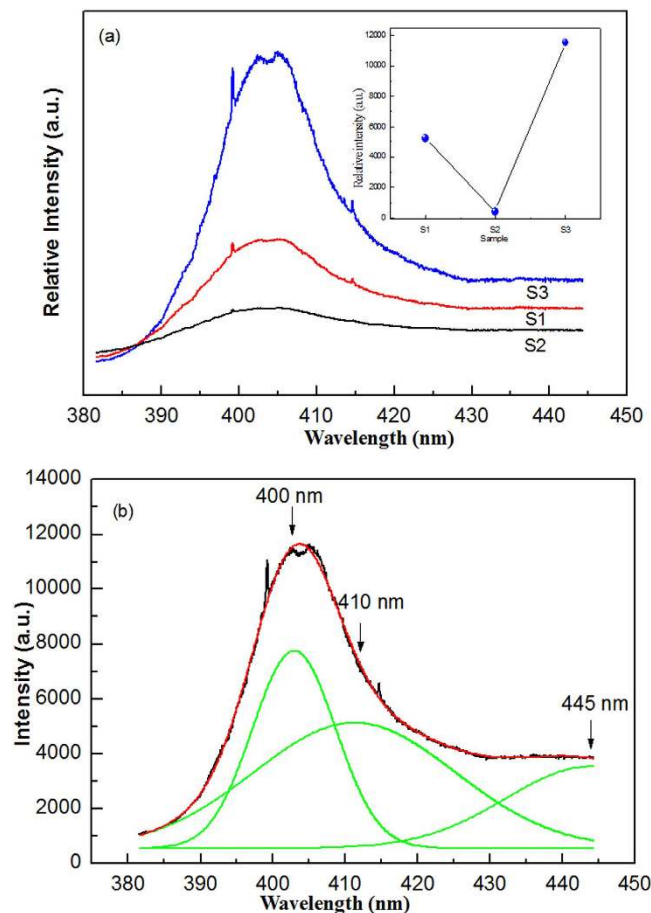 (a)
Relative Intensity (a.u.)
S3
S1
S2
380 390 400 410 420 430 440 450
Wavelength (nm)
Relative intensity (a.u.)
12000
10000
8000
6000
4000
2000
0
S1 S2 S3
Sample
(b)
Intensity (a.u.)
14000
12000
10000
8000
6000
4000
2000
0
400 nm
410 nm
445 nm
380 390 400 410 420 430 440 450
Wavelength (nm)